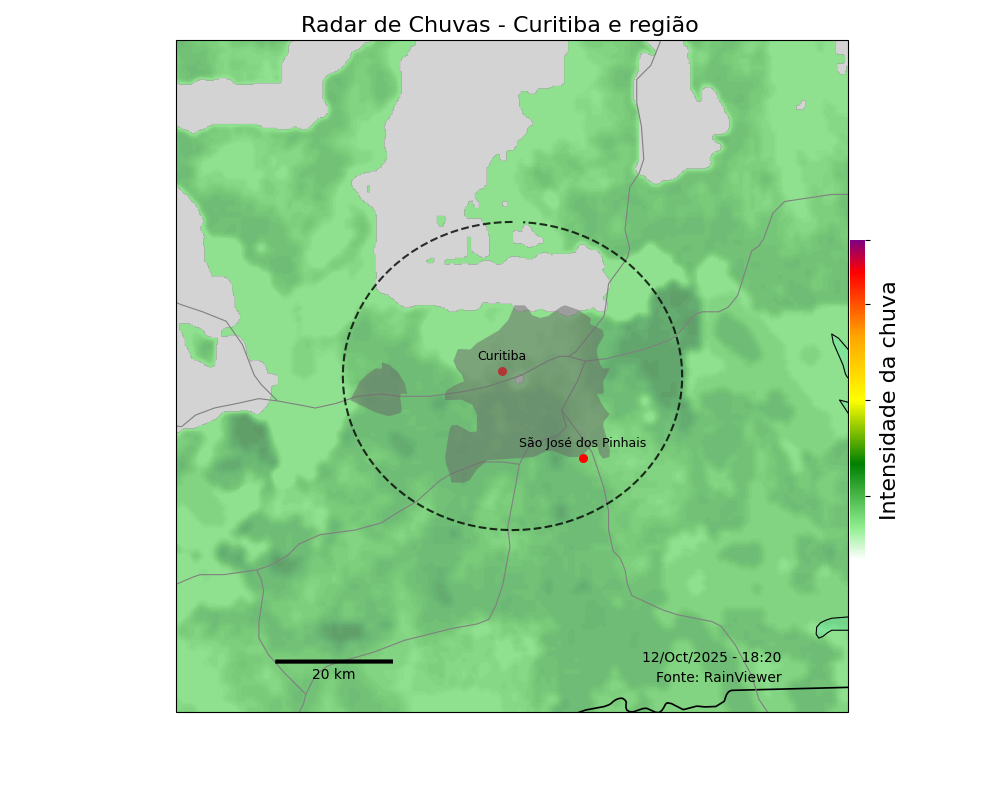 Radar de Chuvas - Curitiba e região
Curitiba
São José dos Pinhais
Intensidade da chuva
12/Oct/2025 - 18:20
Fonte: RainViewer
20 km